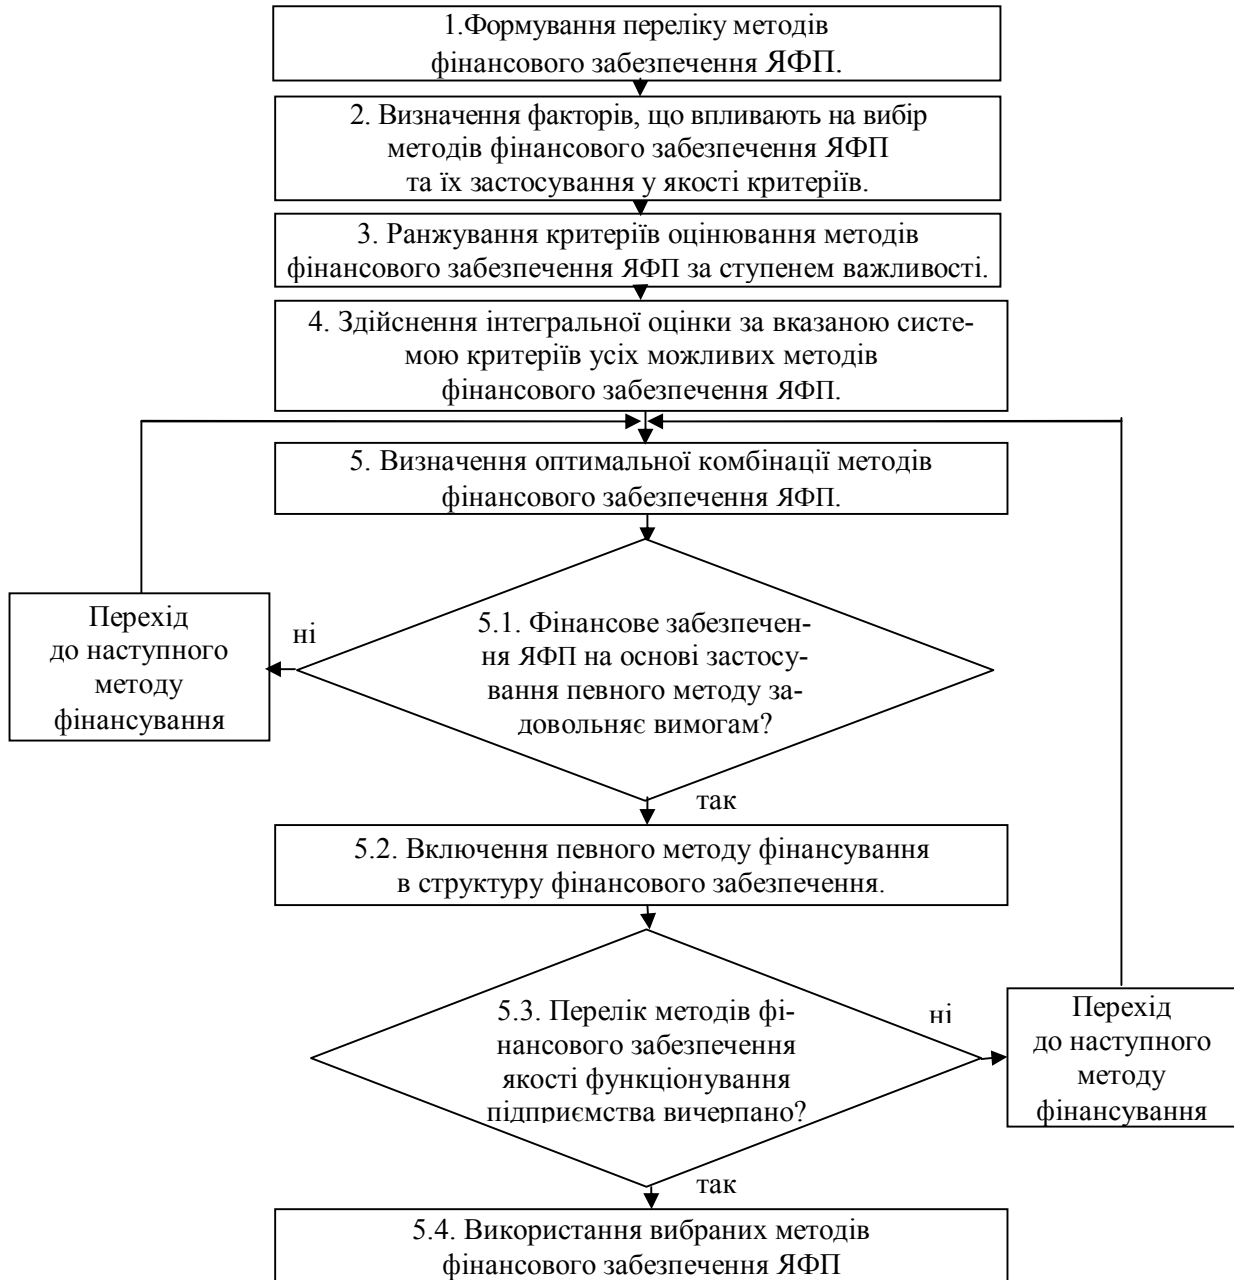 1.Формування переліку методів
фінансового забезпечення ЯФП.
2. Визначення факторів, що впливають на вибір
методів фінансового забезпечення ЯФП
та їх застосування у якості критеріїв.
3. Ранжування критеріїв оцінювання методів
фінансового забезпечення ЯФП за ступенем важливості.
4. Здійснення інтегральної оцінки за вказаною систе-
мою критеріїв усіх можливих методів
фінансового забезпечення ЯФП.
5. Визначення оптимальної комбінації методів
фінансового забезпечення ЯФП.
Перехід
до наступного
методу
фінансування
ні
5.1. Фінансове забезпечен-
ня ЯФП на основі застосу-
вання певного методу за-
довольняє вимогам?
так
5.2. Включення певного методу фінансування
в структуру фінансового забезпечення.
5.3. Перелік методів фі-
нансового забезпечення
якості функціонування
підприємства вичерпано?
ні
Перехід
до наступного
методу
фінансування
так
5.4. Використання вибраних методів
фінансового забезпечення ЯФП